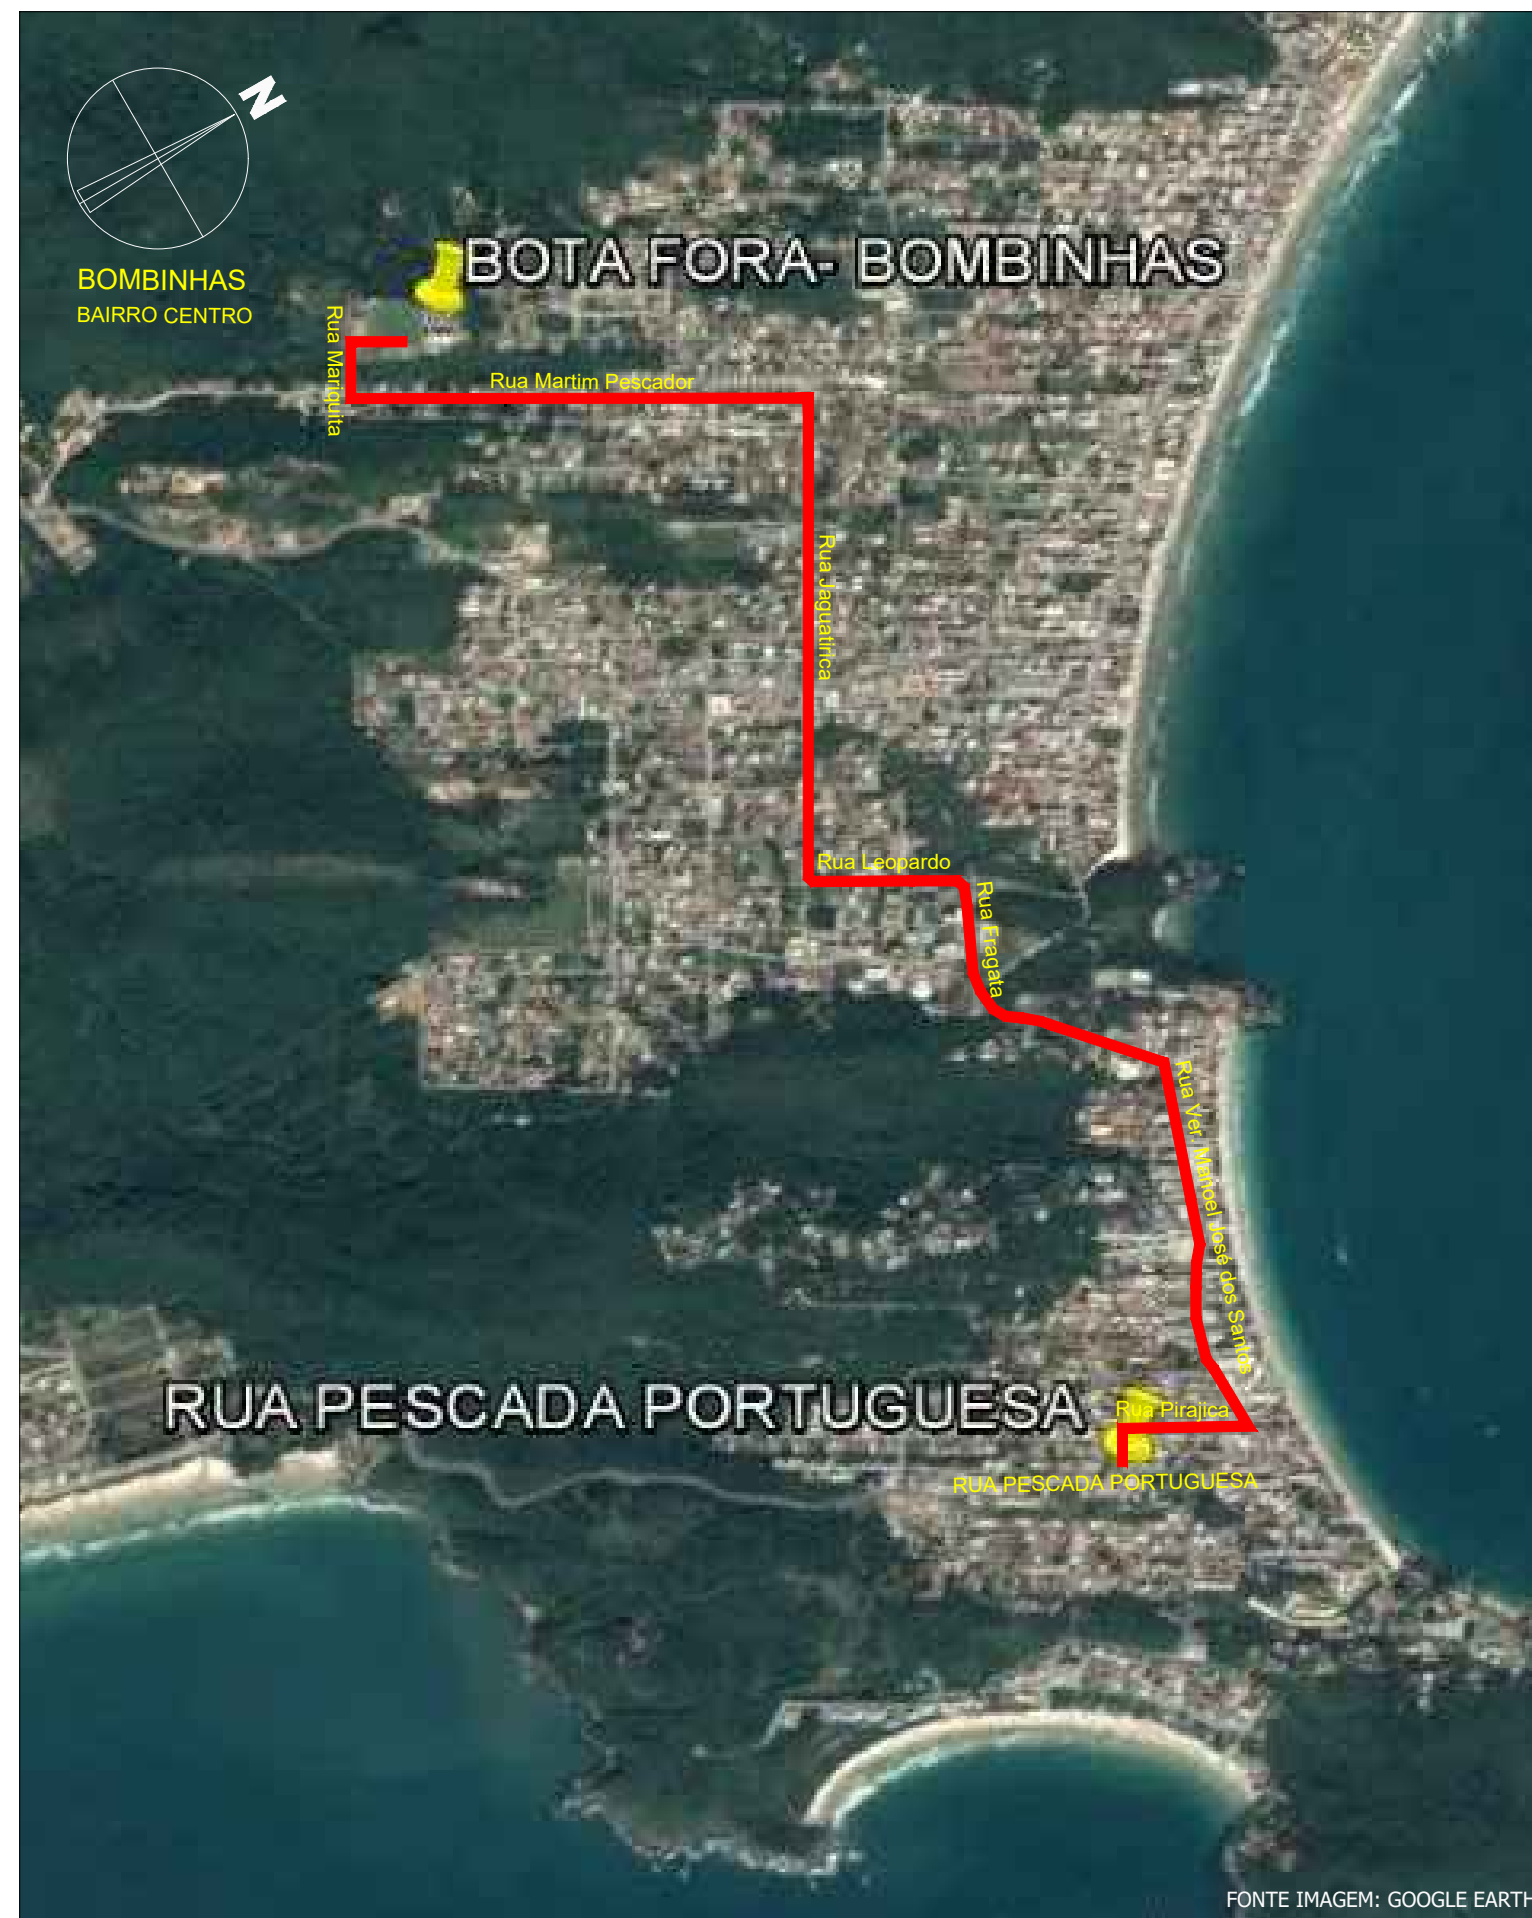 N
BOTA FORA- BOMBINHAS
BOMBINHAS
BAIRRO CENTRO
Rua Mariquita
Rua Martim Pescador
Rua Jaguatirica
Rua Leopardo
Rua Fragata
Rua Ver. Manoel José dos Santos
RUA PESCADA PORTUGUESA
Rua Pirajica
RUA PESCADA PORTUGUESA
FONTE IMAGEM: GOOGLE EARTH